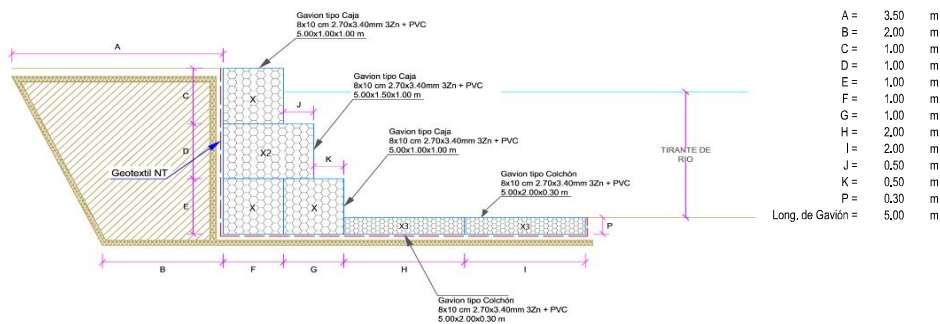 Gavion tipo Caja
8x10 cm 2.70x3.40mm 3Zn + PVC
5.00x1.00x1.00 m
A
C
X
J
Gavion tipo Caja
8x10 cm 2.70x3.40mm 3Zn + PVC
5.00x1.50x1.00 m
D
X2
K
Gavion tipo Caja
8x10 cm 2.70x3.40mm 3Zn + PVC
5.00x1.00x1.00 m
Geotextil NT
TIRANTE DE
RIO
Gavion tipo Colchón
8x10 cm 2.70x3.40mm 3Zn + PVC
5.00x2.00x0.30 m
E
X
X
X3
X3
P
B
F
G
H
I
Gavion tipo Colchón
8x10 cm 2.70x3.40mm 3Zn + PVC
5.00x2.00x0.30 m
A = 3.50 m
B = 2.00 m
C = 1.00 m
D = 1.00 m
E = 1.00 m
F = 1.00 m
G = 1.00 m
H = 2.00 m
I = 2.00 m
J = 0.50 m
K = 0.50 m
P = 0.30 m
Long. de Gavión = 5.00 m